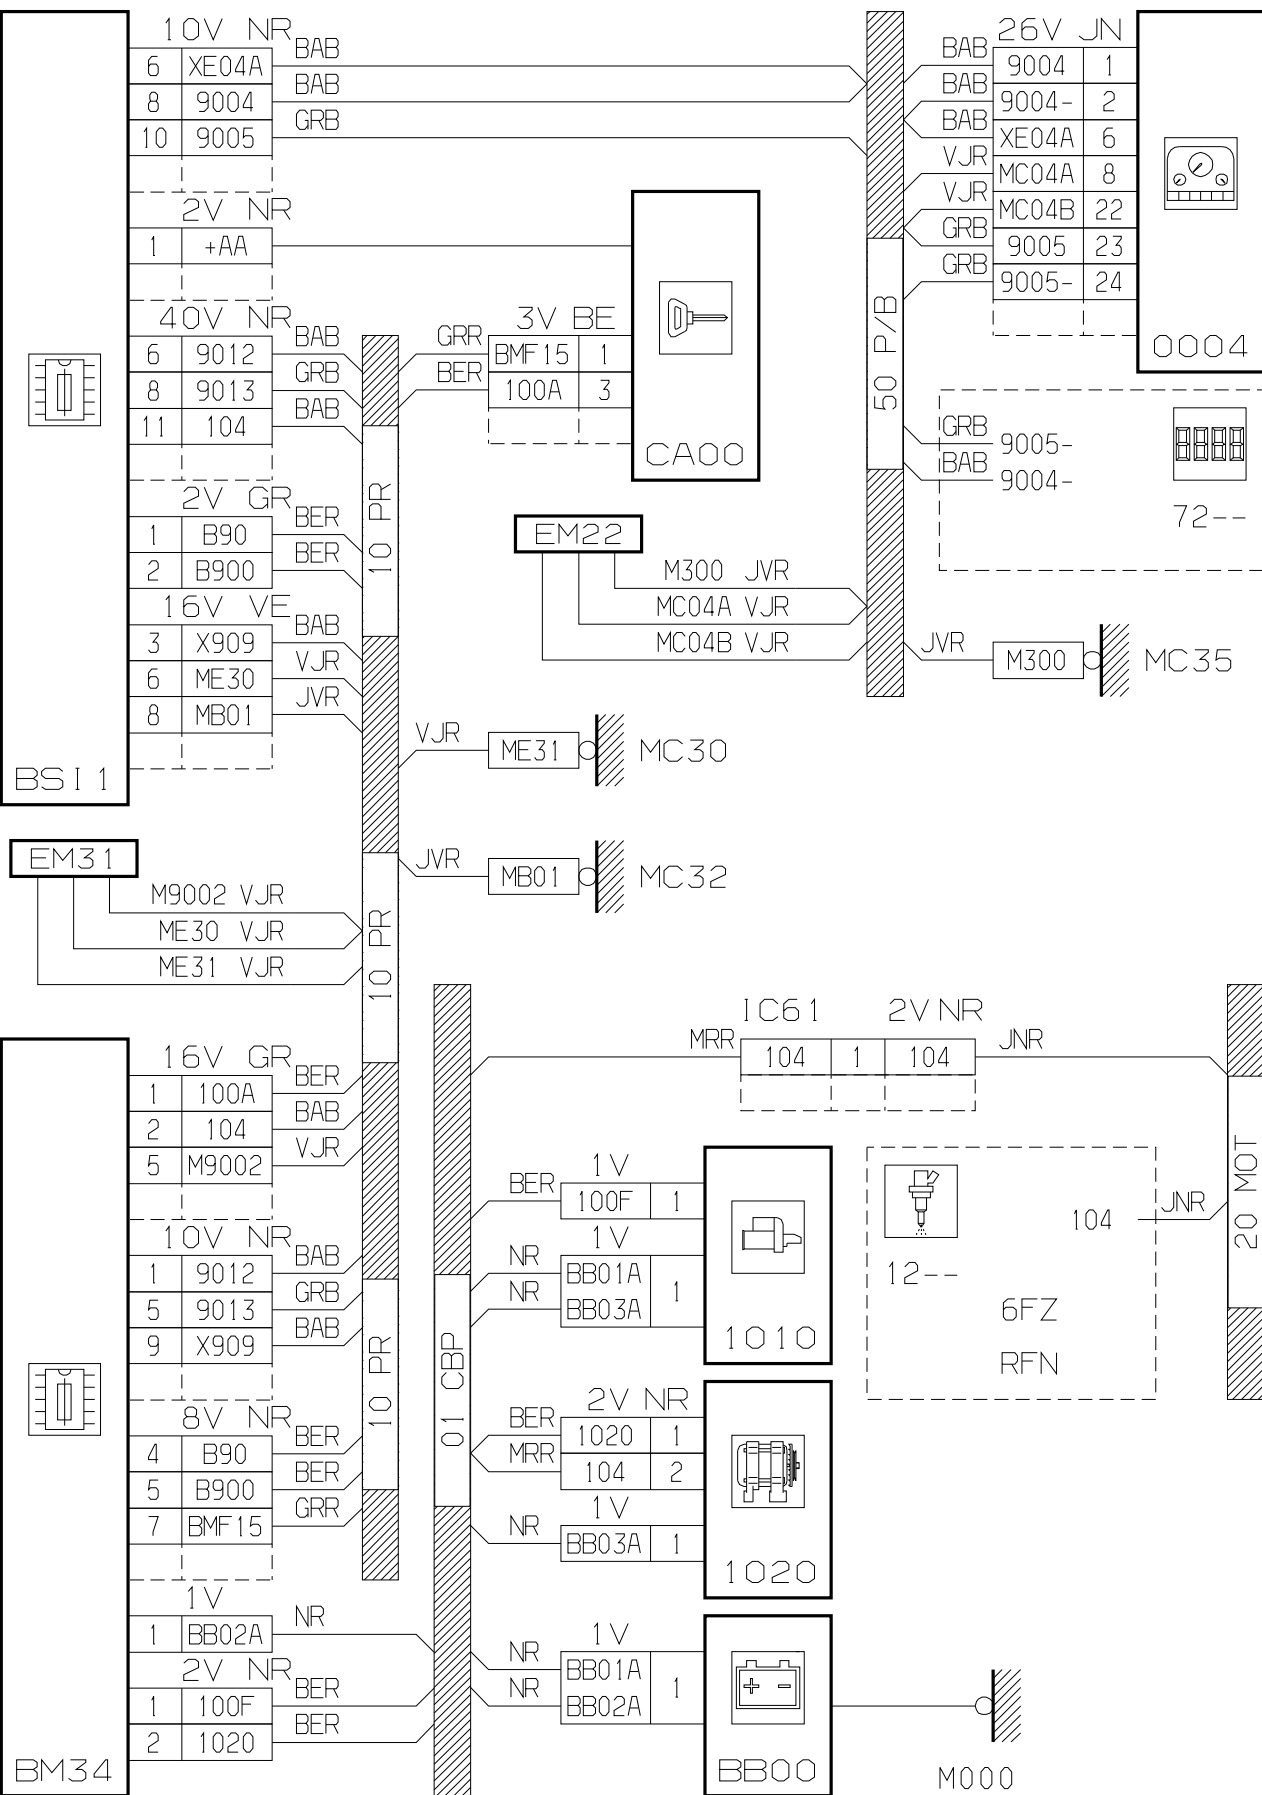 10V NR
6 XE04A BAB
8 9004 BAB
10 9005 GRB
2V NR
1 +AA
40V NR
6 9012 BAB
8 9013 GRB
11 104 BAB
2V GR
1 B90 BER
2 B900 BER
16V VE
3 X909 BAB
6 ME30 VJR
8 MB01 JVR
BSI1
10 PR
3V BE
GRR BMF15 1
BER 100A 3
CA00
50 P/B
26V JN
BAB 9004 1
BAB 9004- 2
BAB XE04A 6
VJR MC04A 8
VJR MC04B 22
GRB 9005 23
GRB 9005- 24
0004
GRB 9005-
BAB 9004-
72--
EM22
M300 JVR
MC04A VJR
MC04B VJR
JVR M300 MC35
VJR ME31 MC30
JVR MB01 MC32
EM31
M9002 VJR
ME30 VJR
ME31 VJR
10 PR
16V GR
1 100A BER
2 104 BAB
5 M9002 VJR
10V NR
1 9012 BAB
5 9013 GRB
9 X909 BAB
8V NR
4 B90 BER
5 B900 BER
7 BMF15 GRR
1V
1 BB02A NR
2V NR
1 100F BER
2 1020 BER
BM34
10 PR
01 CBP
IC61 2V NR
MRR 104 1 104 JNR
1V
BER 100F 1
1V
NR BB01A
NR BB03A
1
1010
2V NR
BER 1020 1
MRR 104 2
1V
NR BB03A 1
1020
1V
NR BB01A
NR BB02A
1
BB00
M000
104 JNR
12--
6FZ
RFN
20 MOT